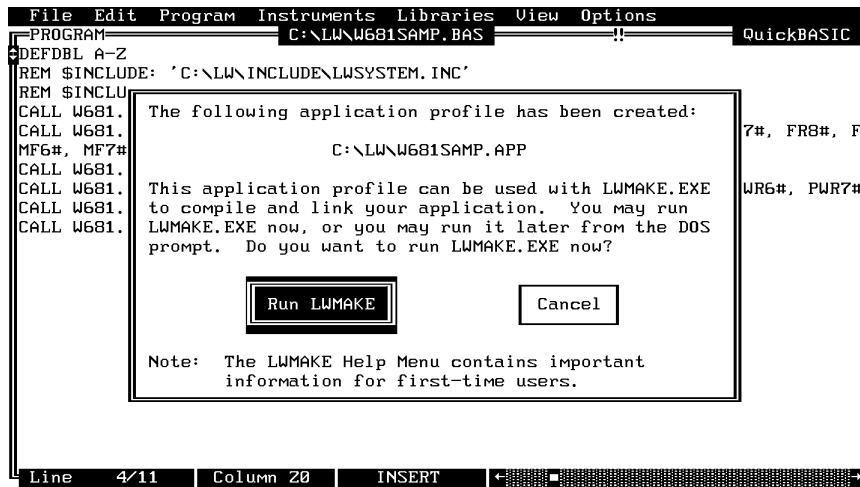 File Edit Program Instruments Libraries View Options
PROGRAM C:\LW\W681SAMP.BAS !! QuickBASIC
DEFDBL A-Z
REM $INCLUDE: 'C:\LW\INCLUDE\LWSYSTEM.INC'
REM $INCLU
CALL W681.
CALL W681. 7#, FR8#, F
MF6#, MF7#
CALL W681.
CALL W681. WR6#, PWR7#
CALL W681.
CALL W681.
The following application profile has been created:
C:\LW\W681SAMP.APP
This application profile can be used with LWMAKE.EXE
to compile and link your application. You may run
LWMAKE.EXE now, or you may run it later from the DOS
prompt. Do you want to run LWMAKE.EXE now?
Run LWMAKE Cancel
Note: The LWMAKE Help Menu contains important
information for first-time users.
Line 4/11 Column 20 INSERT